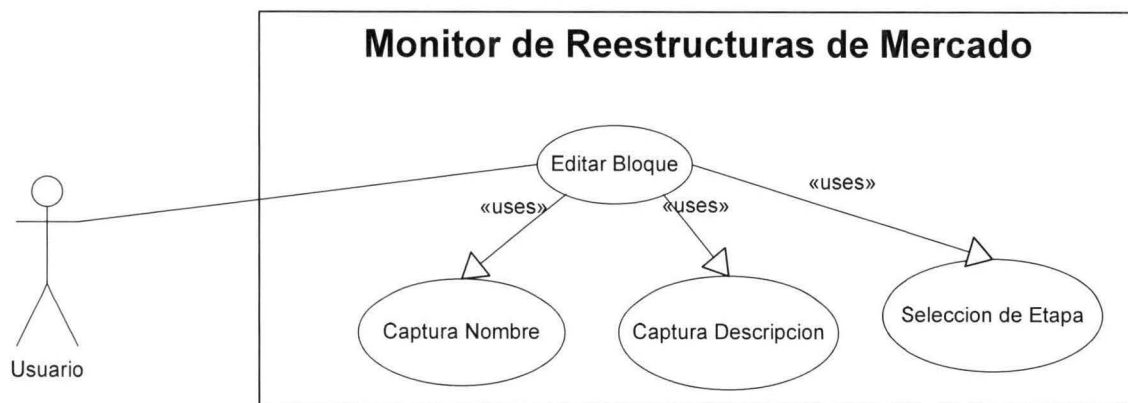 Monitor de Reestructuras de Mercado
Editar Bloque
«uses»
«uses»
«uses»
Captura Nombre
Captura Descripcion
Seleccion de Etapa
Usuario